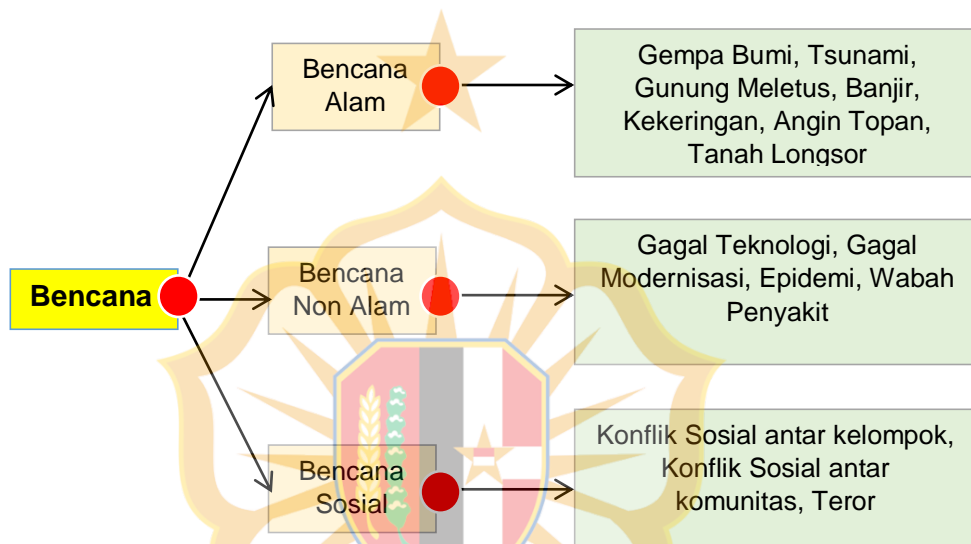 Bencana
Bencana
Alam
Gempa Bumi, Tsunami,
Gunung Meletus, Banjir,
Kekeringan, Angin Topan,
Tanah Longsor
Bencana
Non Alam
Gagal Teknologi, Gagal
Modernisasi, Epidemi, Wabah
Penyakit
Bencana
Sosial
Konflik Sosial antar kelompok,
Konflik Sosial antar
komunitas, Teror